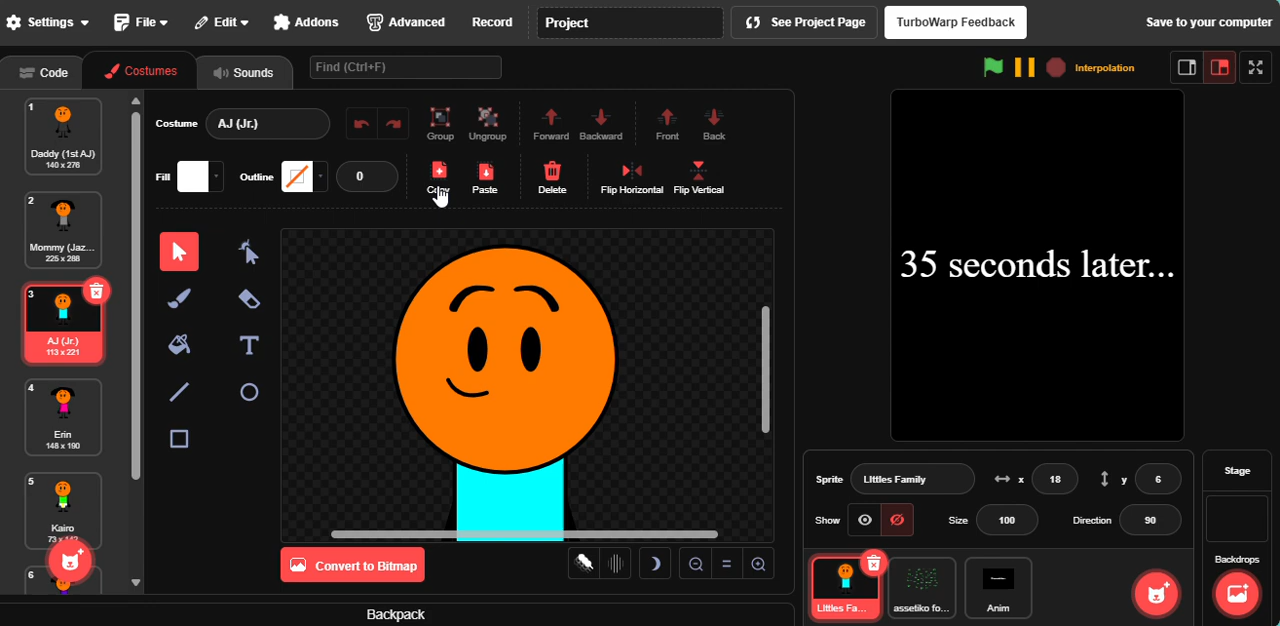 Settings File Edit Addons Advanced Record Project See Project Page TurboWarp Feedback Save to your computer
Code Costumes Sounds Find (Ctrl+F) Interpolation
1
Daddy (1st AJ)
140 x 276
2
Mommy (Jaz...
225 x 288
3
AJ (Jr.)
113 x 221
4
Erin
148 x 190
5
Kairo
6
Costume AJ (Jr.) Group Ungroup Forward Backward Front Back
Fill Outline 0 Copy Paste Delete Flip Horizontal Flip Vertical
Convert to Bitmap
Backpack
35 seconds later...
Sprite LIttles Family x 18 y 6
Show Size 100 Direction 90
LIttles Fa... assetiko fo... Anim
Stage
Backdrops